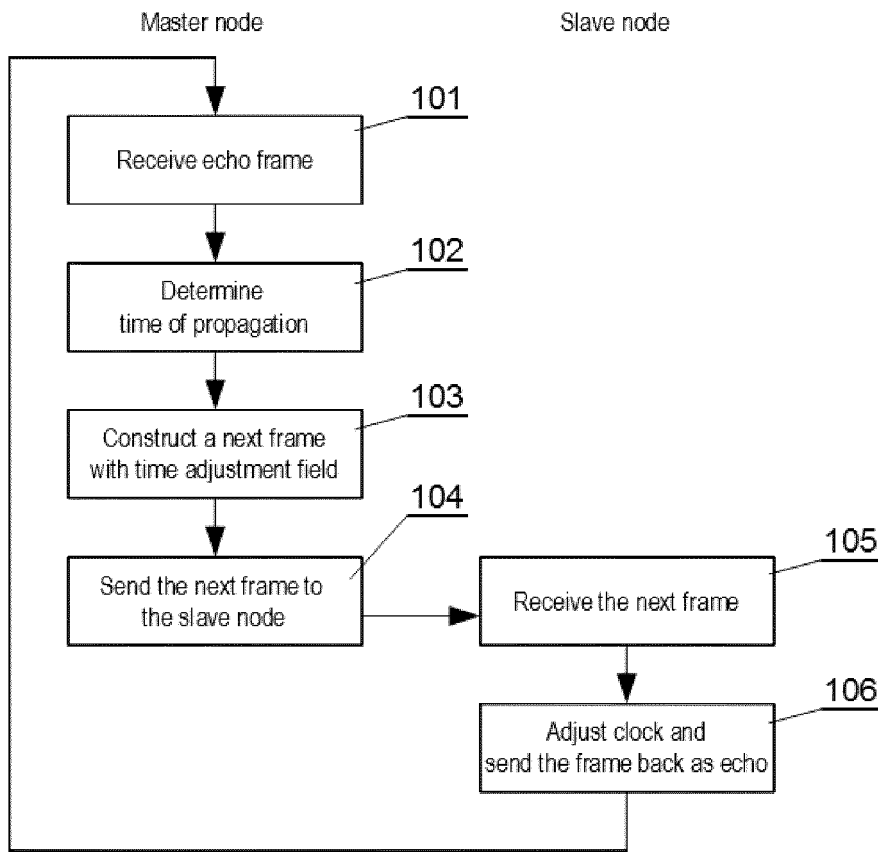 Master node
Slave node
101
Receive echo frame
102
Determine
time of propagation
103
Construct a next frame
with time adjustment field
104
Send the next frame to
the slave node
105
Receive the next frame
106
Adjust clock and
send the frame back as echo